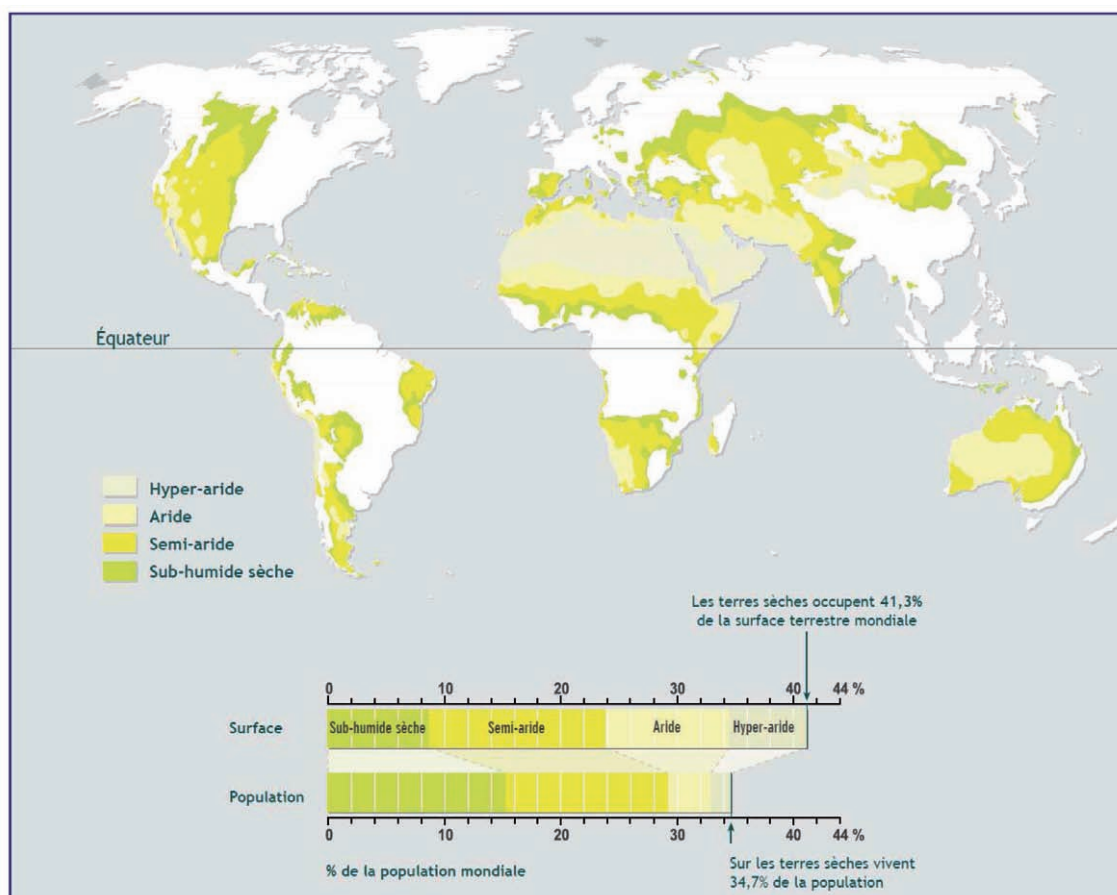 Équateur
Hyper-aride
Aride
Semi-aride
Sub-humide sèche
Les terres sèches occupent 41,3%
de la surface terrestre mondiale
0 10 20 30 40 44 %
Surface
Sub-humide sèche Semi-aride Aride Hyper-aride
Population
0 10 20 30 40 44 %
% de la population mondiale
Sur les terres sèches vivent
34,7% de la population